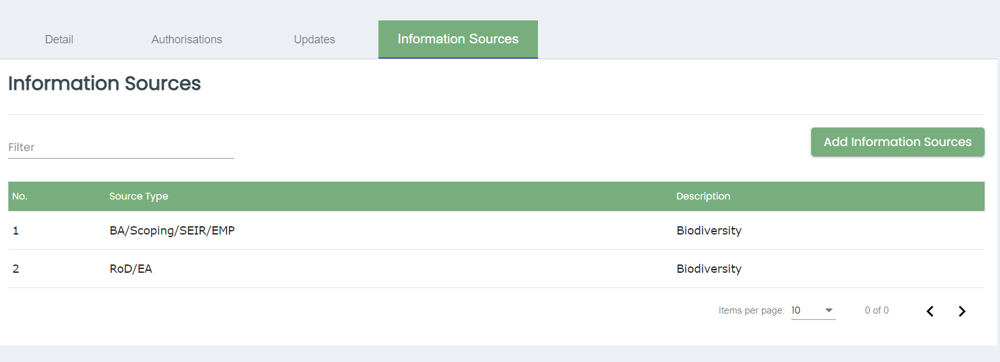 Detail Authorisations Updates Information Sources
Information Sources
Filter
Add Information Sources
No. Source Type Description
1 BA/Scoping/SEIR/EMP Biodiversity
2 RoD/EA Biodiversity
Items per page: 10 0 of 0